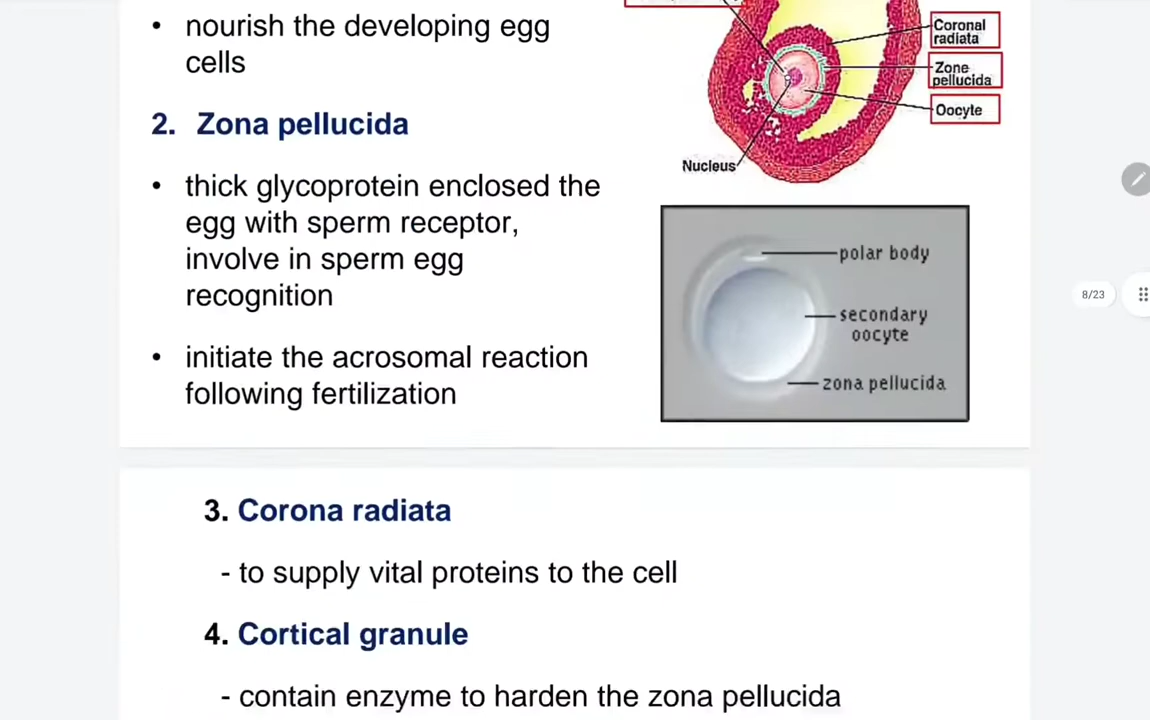 • nourish the developing egg
cells
2. Zona pellucida
• thick glycoprotein enclosed the
egg with sperm receptor,
involve in sperm egg
recognition
• initiate the acrosomal reaction
following fertilization
Coronal
radiata
Zone
pellucida
Oocyte
Nucleus
polar body
secondary
oocyte
zona pellucida
8/23
3. Corona radiata
- to supply vital proteins to the cell
4. Cortical granule
- contain enzyme to harden the zona pellucida